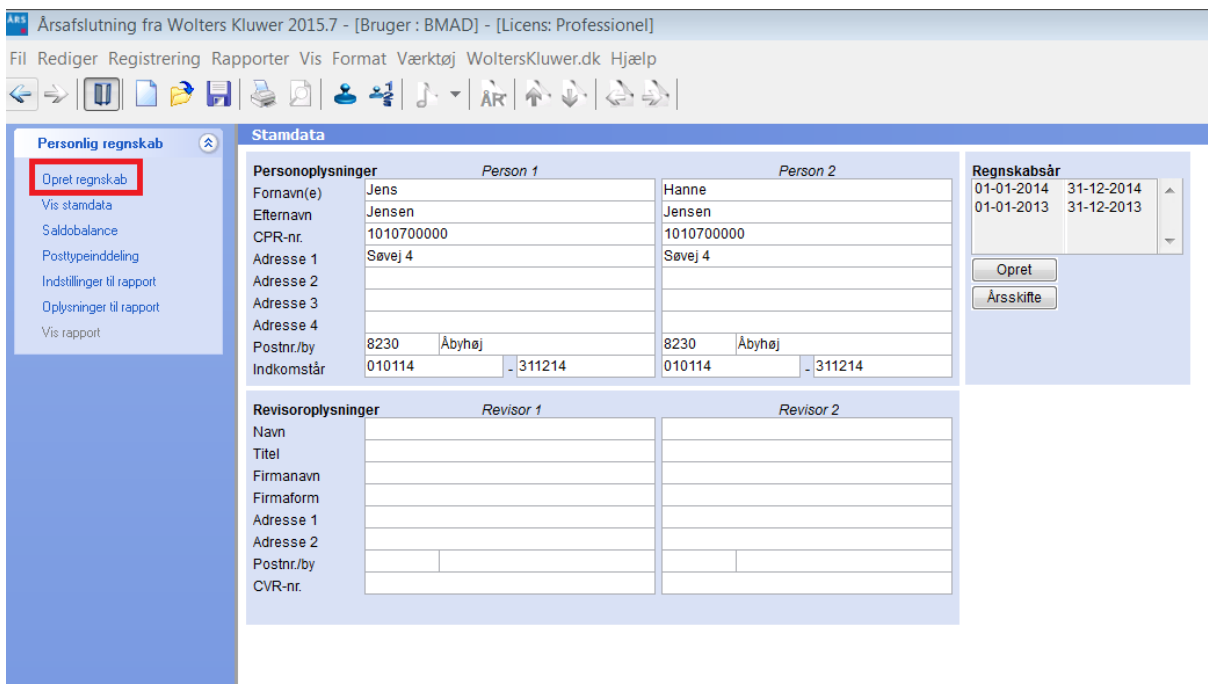 ÅRS Årsafslutning fra Wolters Kluwer 2015.7 - [Bruger : BMAD] - [Licens: Professionel]
Fil Rediger Registrering Rapporter Vis Format Værktøj WoltersKluwer.dk Hjælp
ÅR
Personlig regnskab
Opret regnskab
Vis stamdata
Saldobalance
Posttypeinddeling
Indstillinger til rapport
Oplysninger til rapport
Vis rapport
Stamdata
Personoplysninger Person 1 Person 2
Fornavn(e) Jens Hanne
Efternavn Jensen Jensen
CPR-nr. 1010700000 1010700000
Adresse 1 Søvej 4 Søvej 4
Adresse 2
Adresse 3
Adresse 4
Postnr./by 8230 Åbyhøj 8230 Åbyhøj
Indkomstår 010114 - 311214 010114 - 311214
Revisoroplysninger Revisor 1 Revisor 2
Navn
Titel
Firmanavn
Firmaform
Adresse 1
Adresse 2
Postnr./by
CVR-nr.
Regnskabsår
01-01-2014 31-12-2014
01-01-2013 31-12-2013
Opret
Årsskifte